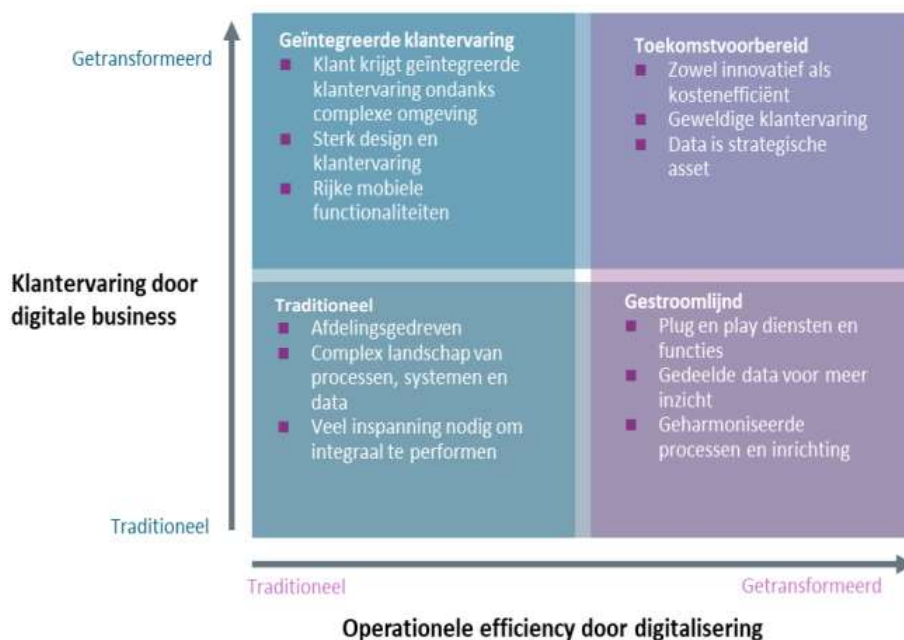 Getransformeerd
Geïntegreerde klantervaring
Klant krijgt geïntegreerde
klantervaring ondanks
complexe omgeving
Sterk design en
klantervaring
Rijke mobiele
functionaliteiten
Toekomstvoorbereid
Zowel innovatief als
kostenefficiënt
Geweldige klantervaring
Data is strategische
asset
Klantervaring door
digitale business
Traditioneel
Afdelingsgedreven
Complex landschap van
processen, systemen en
data
Veel inspanning nodig om
integraal te performen
Gestroomlijnd
Plug en play diensten en
functies
Gedeelde data voor meer
inzicht
Geharmoniseerde
processen en inrichting
Traditioneel
Traditioneel
Getransformeerd
Operationele efficiency door digitalisering